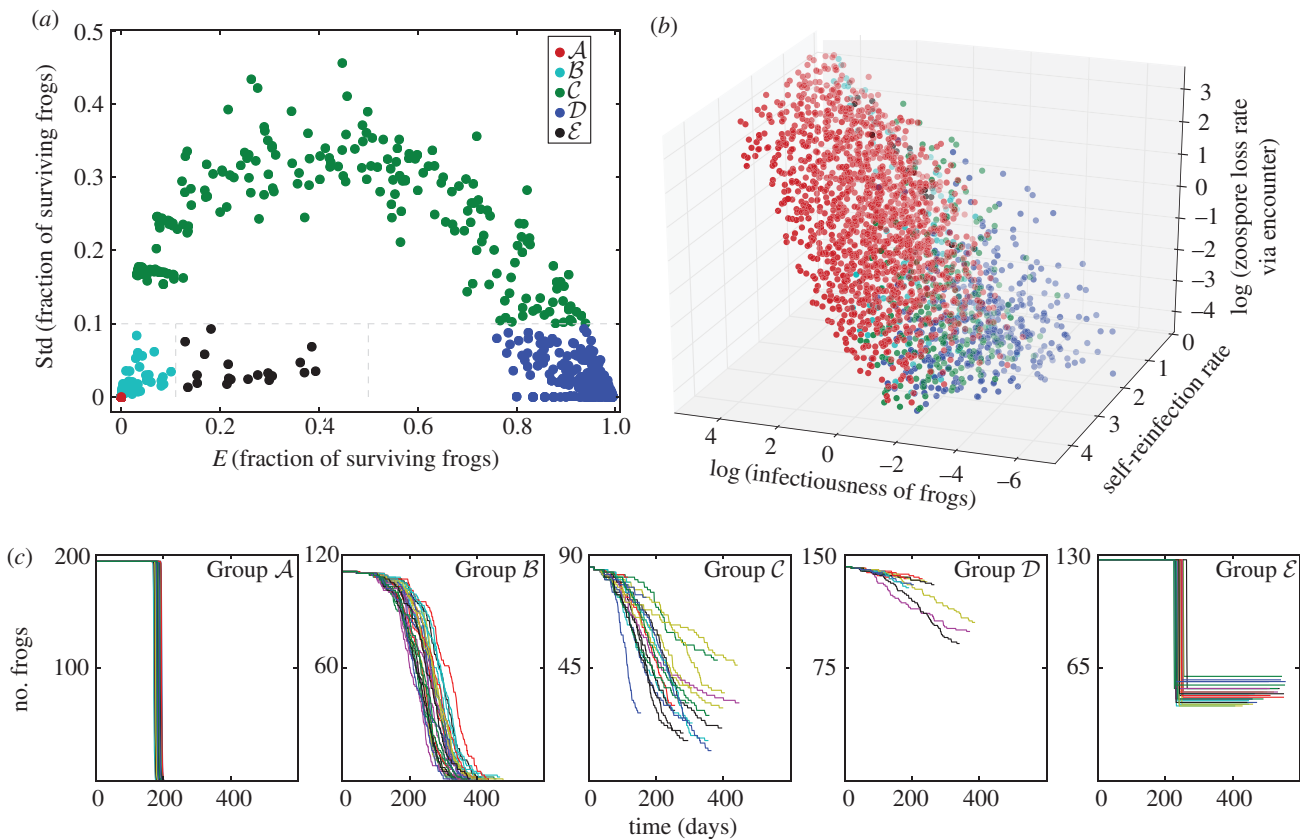 (a)
0.5
0.4
0.3
0.2
0.1
0
Std (fraction of surviving frogs)
0 0.2 0.4 0.6 0.8 1.0
E (fraction of surviving frogs)
𝒜
ℬ
𝒞
𝒟
ℰ
(b)
3
2
1
0
−1
−2
−3
−4
log (zoospore loss rate
via encounter)
0
1
2
3
4
self-reinfection rate
4 2 0 −2 −4 −6
log (infectiousness of frogs)
(c)
no. frogs
200
100
Group 𝒜
0 200 400
120
60
Group ℬ
0 200 400
90
45
Group 𝒞
0 200 400
150
75
Group 𝒟
0 200 400
130
65
Group ℰ
0 200 400
time (days)